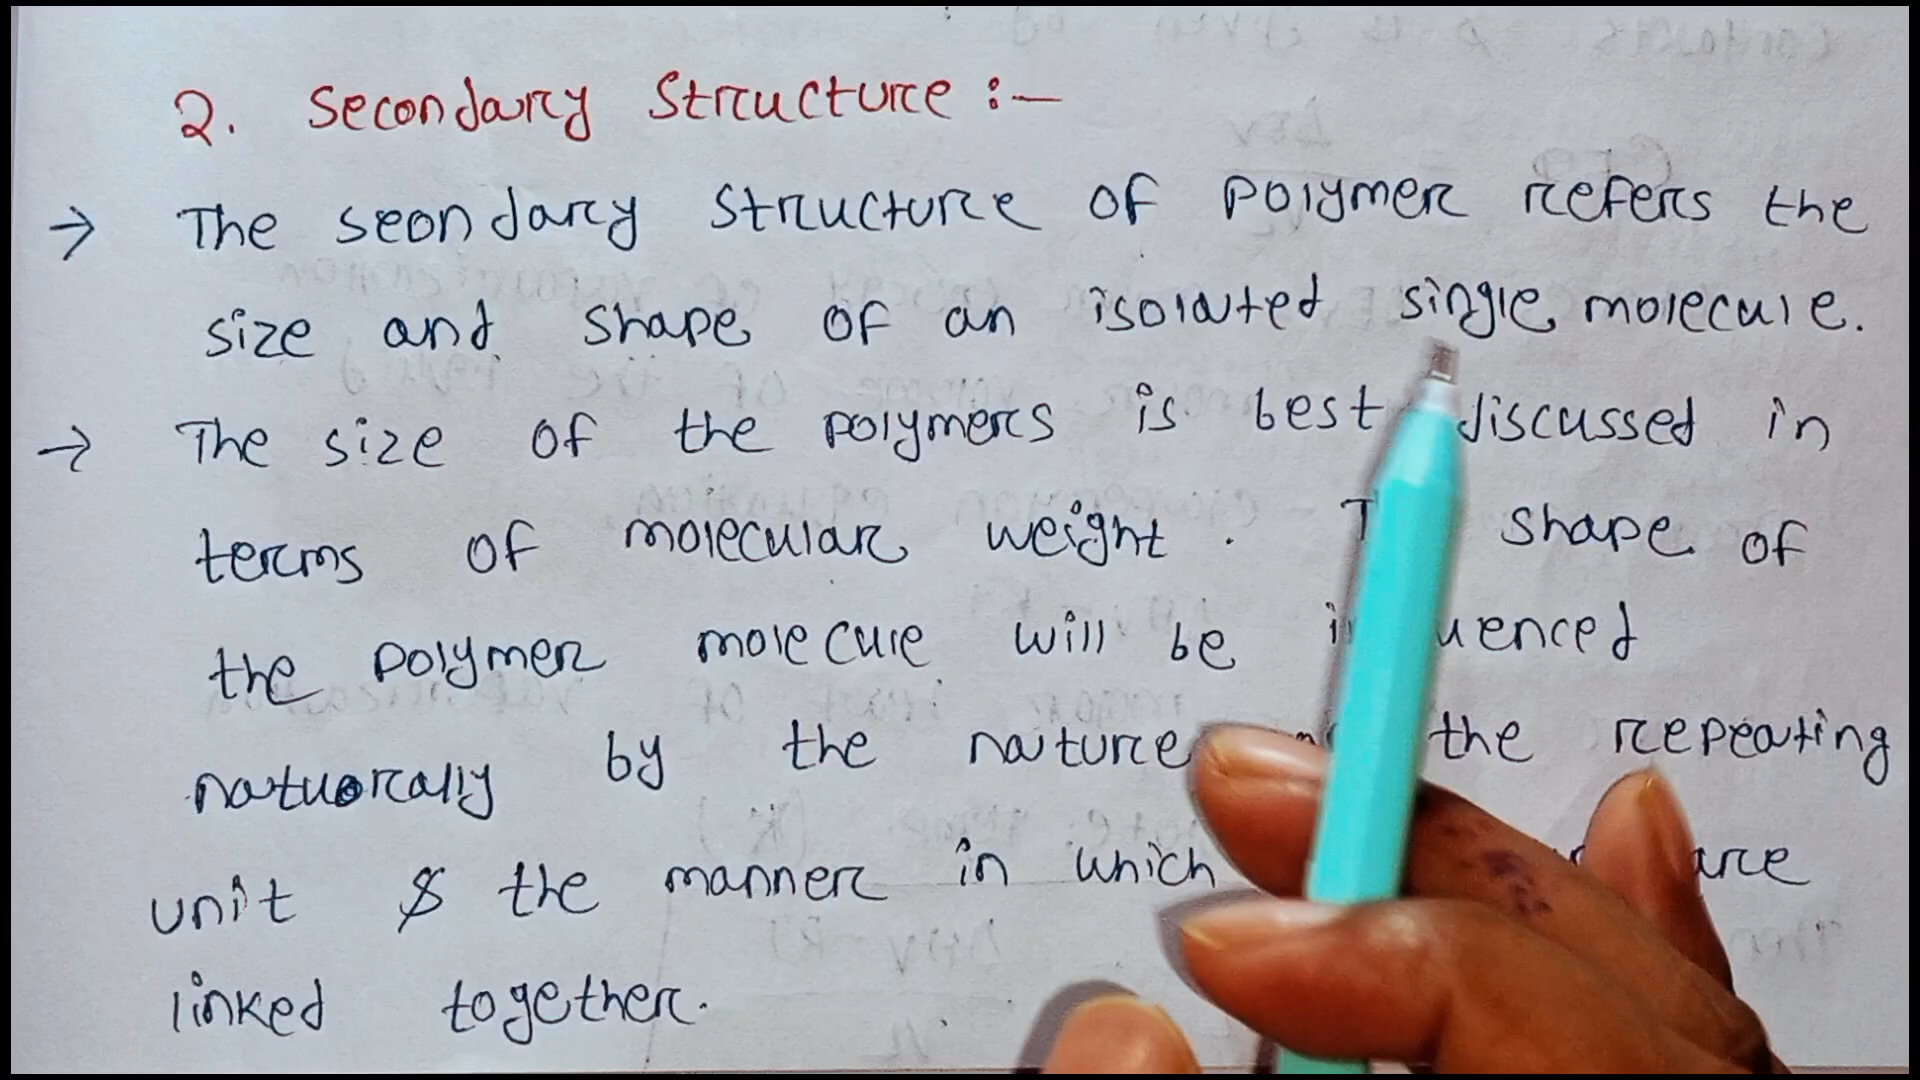 2. Secondary Structure :-
→ The seondary structure of polymer refers the
size and shape of an isolated single molecule.
→ The size of the polymers is best discussed in
terms of molecular weight. shape of
the polymer molecule will be
naturally by the nature the repeating
unit & the manner in which are
linked together.